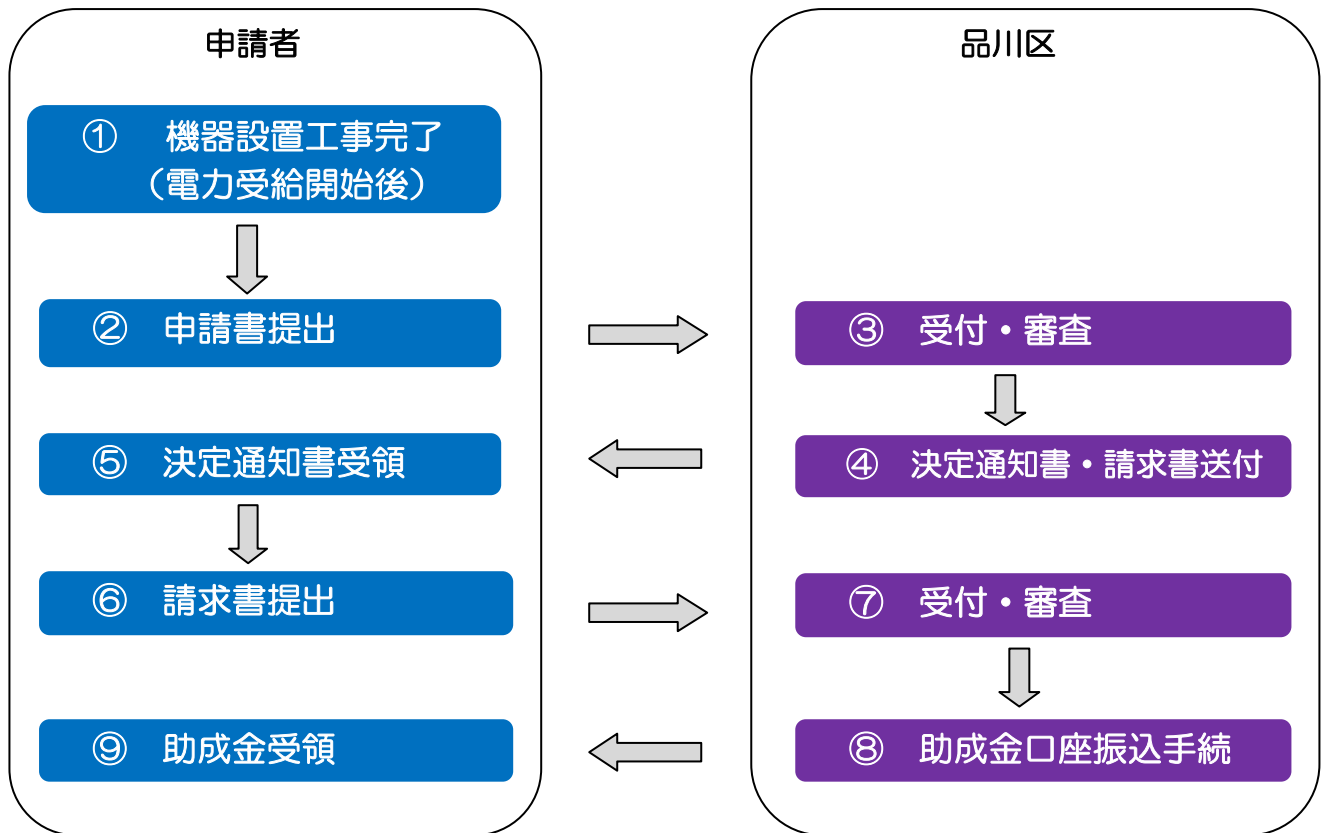 申請者
品川区
① 機器設置工事完了
（電力受給開始後）
② 申請書提出
③ 受付・審査
⑤ 決定通知書受領
④ 決定通知書・請求書送付
⑥ 請求書提出
⑦ 受付・審査
⑨ 助成金受領
⑧ 助成金口座振込手続